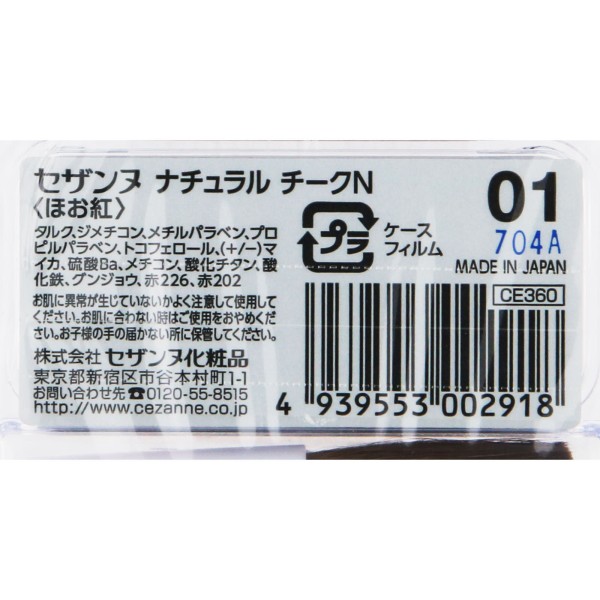 セザンヌ ナチュラル チークN
〈ほお紅〉
タルク、ジメチコン、メチルパラベン、プロ
ピルパラベン、トコフェロール、(+/−)マ
イカ、硫酸Ba、メチコン、酸化チタン、酸
化鉄、グンジョウ、赤226、赤202
お肌に異常が生じていないかよく注意して使用して
ください。お肌に合わない時はご使用をおやめくだ
さい。お子様の手の届かない所に保管してください。
株式会社 セザンヌ化粧品
東京都新宿区市谷本村町1-1
お問い合わせ先☎0120-55-8515
http://www.cezanne.co.jp
プラ
ケース
フィルム
01
704A
MADE IN JAPAN
CE360
4 939553 002918